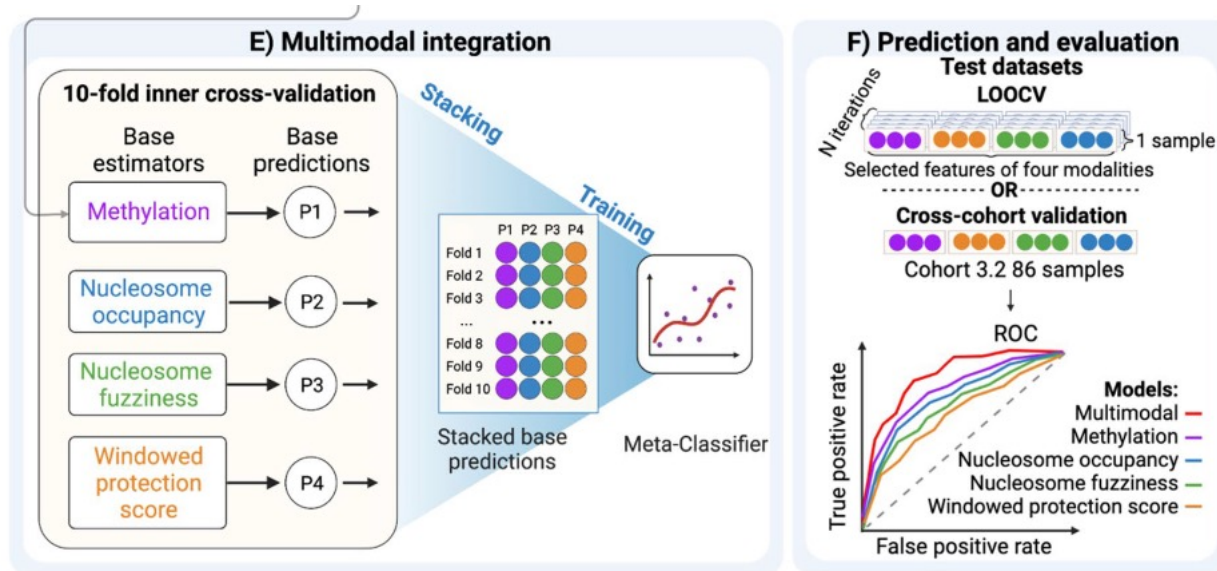 E) Multimodal integration
10-fold inner cross-validation
Base
estimators
Base
predictions
Methylation
P1
Nucleosome
occupancy
P2
Nucleosome
fuzziness
P3
Windowed
protection
score
P4
Stacking
Training
P1 P2 P3 P4
Fold 1
Fold 2
Fold 3
...
...
Fold 8
Fold 9
Fold 10
Stacked base
predictions
Meta-Classifier
F) Prediction and evaluation
Test datasets
LOOCV
N iterations
1 sample
Selected features of four modalities
OR
Cross-cohort validation
Cohort 3.2 86 samples
ROC
True positive rate
False positive rate
Models:
Multimodal
Methylation
Nucleosome occupancy
Nucleosome fuzziness
Windowed protection score